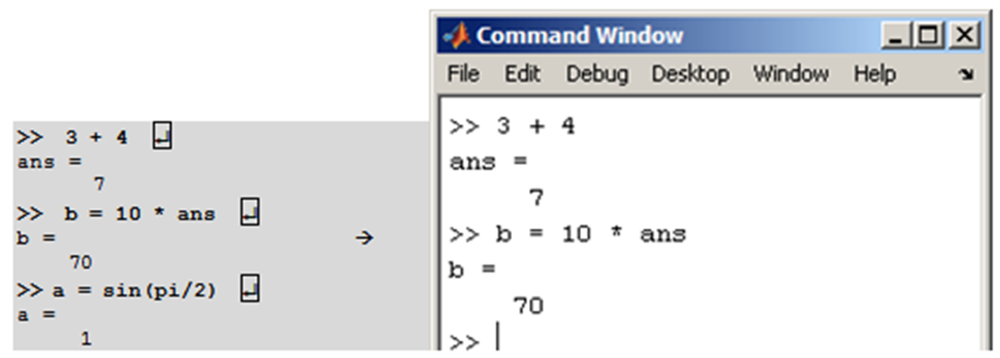 >> 3 + 4 ↵
ans =
7
>> b = 10 * ans ↵
b =
70
>> a = sin(pi/2) ↵
a =
1
→
Command Window
File Edit Debug Desktop Window Help
>> 3 + 4
ans =
7
>> b = 10 * ans
b =
70
>>